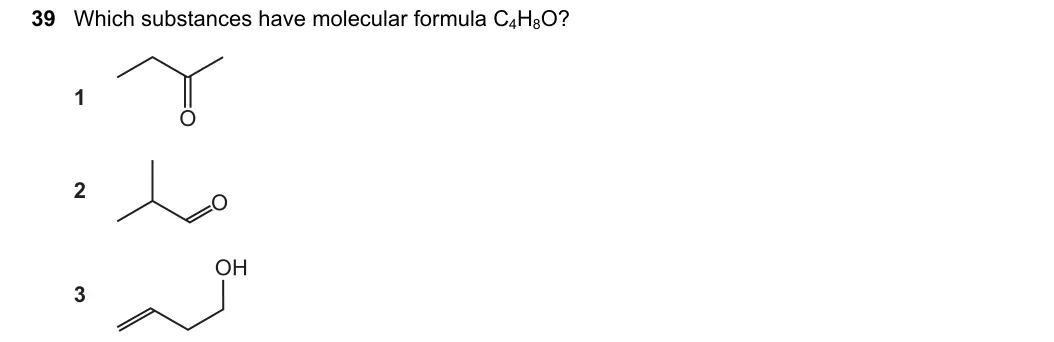 39 Which substances have molecular formula C₄H₈O?
1
O
2
O
OH
3